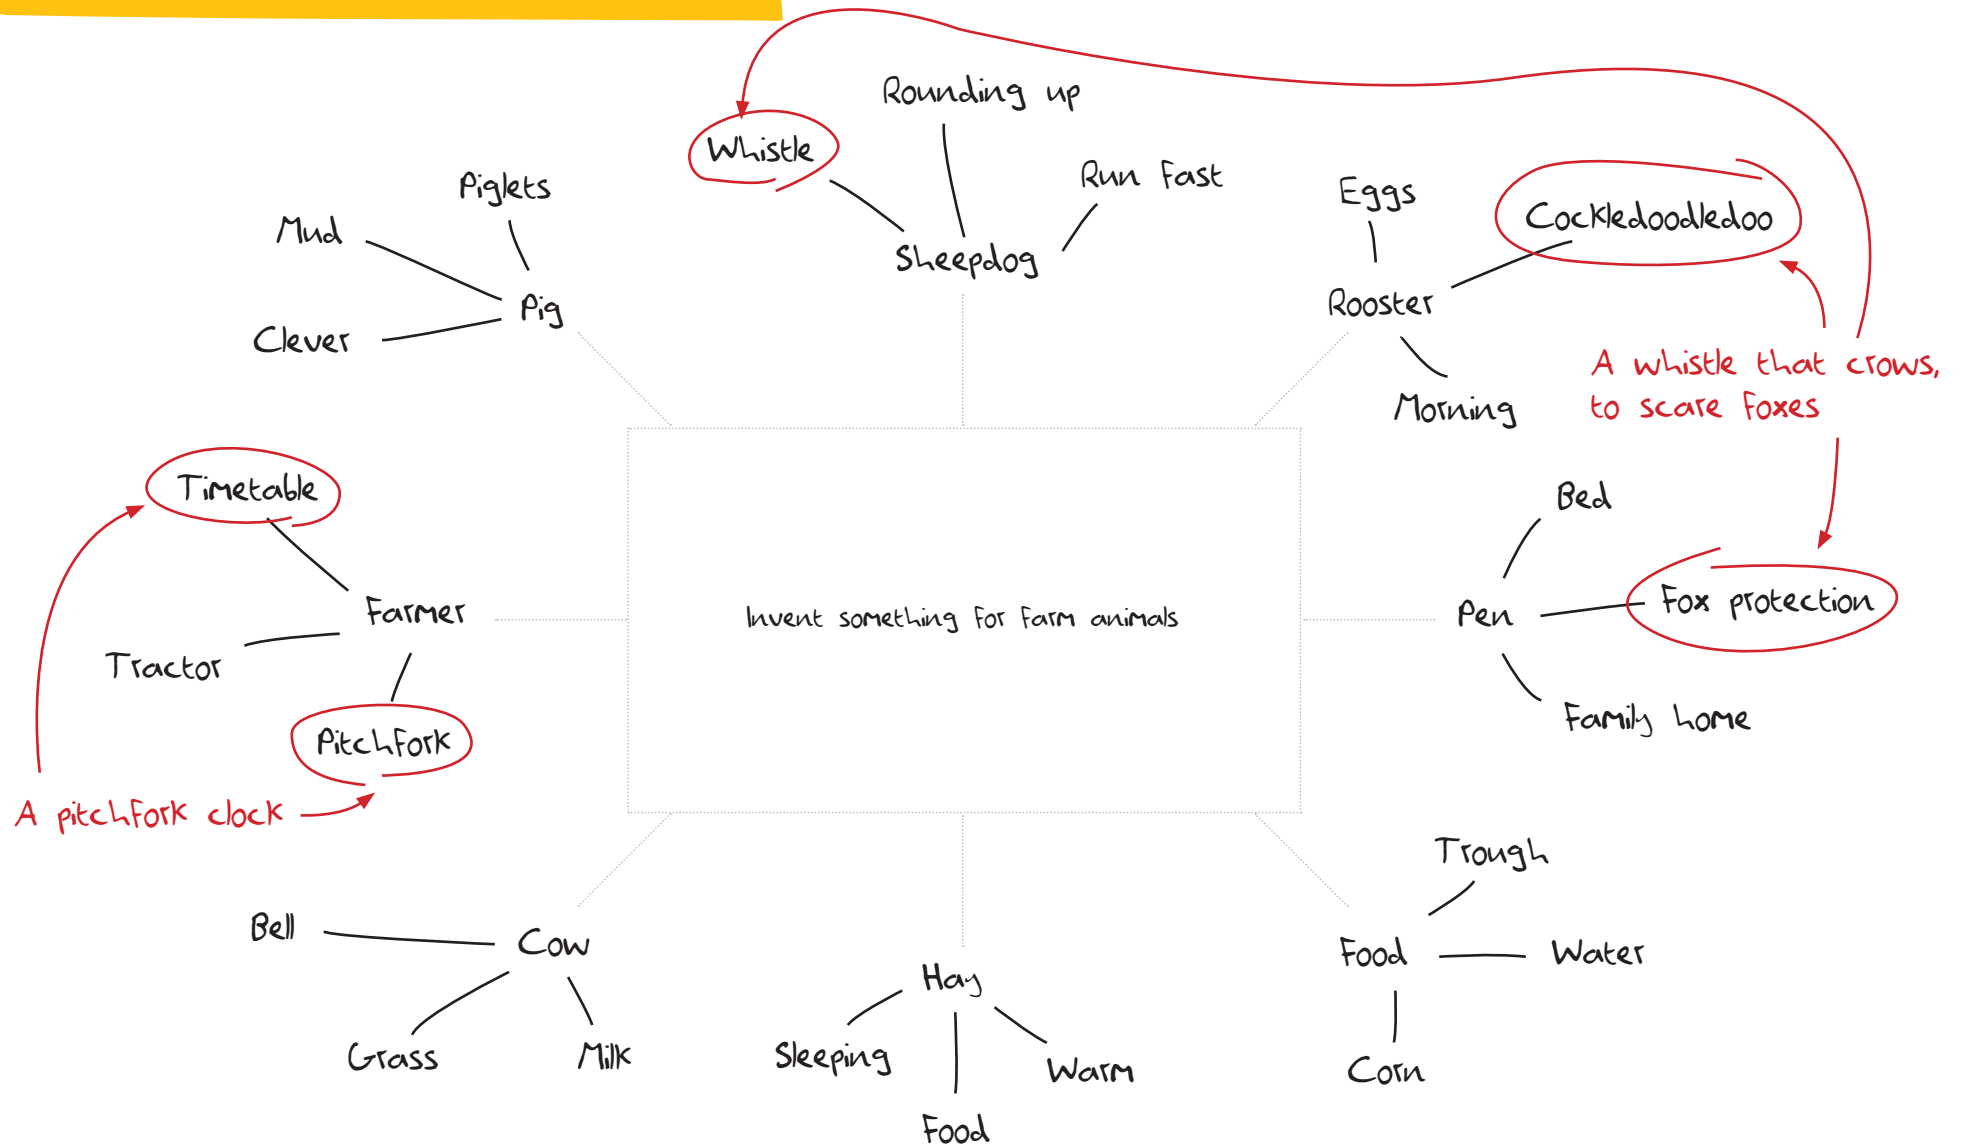 Rounding up
Whistle
Run fast
Sheepdog
Piglets
Mud
Pig
Clever
Eggs
Cockledoodledoo
Rooster
Morning
A whistle that crows,
to scare foxes
Timetable
Farmer
Tractor
Pitchfork
A pitchfork clock
Invent something for farm animals
Bed
Pen
Fox protection
Family home
Bell
Cow
Grass
Milk
Hay
Sleeping
Warm
Food
Trough
Food
Water
Corn